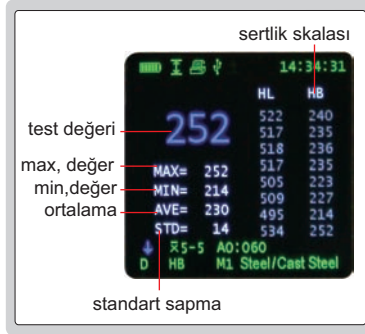 sertlik skalası
14:34:31
HL HB
test değeri
252
522 240
517 235
518 236
517 235
505 223
509 227
495 214
534 252
max, değer
MAX= 252
min,değer
MIN= 214
ortalama
AVE= 230
STD= 14
x̅5-5 A0:060
D HB M1 Steel/Cast Steel
standart sapma